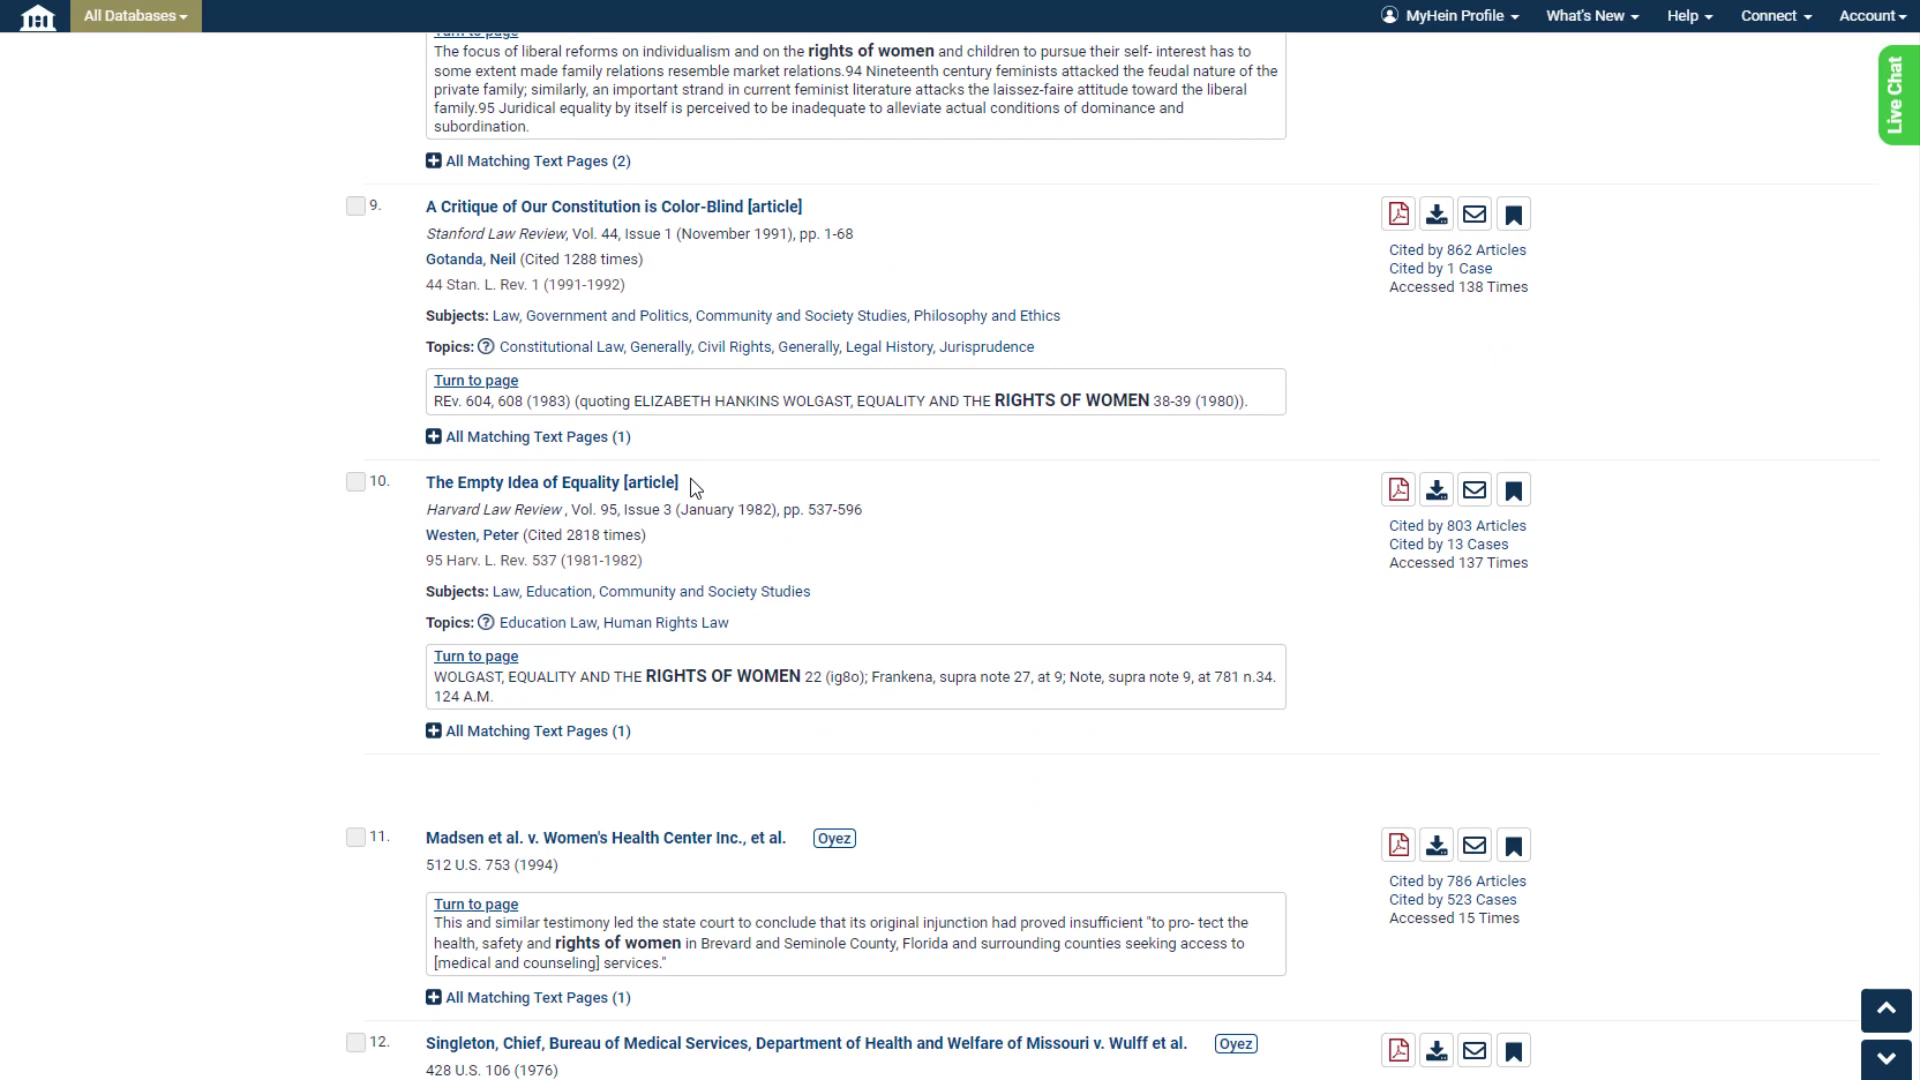 All Databases
MyHein Profile
What's New
Help
Connect
Account
Live Chat
Turn to page
The focus of liberal reforms on individualism and on the rights of women and children to pursue their self- interest has to
some extent made family relations resemble market relations.94 Nineteenth century feminists attacked the feudal nature of the
private family; similarly, an important strand in current feminist literature attacks the laissez-faire attitude toward the liberal
family.95 Juridical equality by itself is perceived to be inadequate to alleviate actual conditions of dominance and
subordination.
All Matching Text Pages (2)
9.
A Critique of Our Constitution is Color-Blind [article]
Stanford Law Review, Vol. 44, Issue 1 (November 1991), pp. 1-68
Gotanda, Neil (Cited 1288 times)
44 Stan. L. Rev. 1 (1991-1992)
Subjects: Law, Government and Politics, Community and Society Studies, Philosophy and Ethics
Topics: ? Constitutional Law, Generally, Civil Rights, Generally, Legal History, Jurisprudence
Turn to page
REv. 604, 608 (1983) (quoting ELIZABETH HANKINS WOLGAST, EQUALITY AND THE RIGHTS OF WOMEN 38-39 (1980)).
All Matching Text Pages (1)
Cited by 862 Articles
Cited by 1 Case
Accessed 138 Times
10.
The Empty Idea of Equality [article]
Harvard Law Review , Vol. 95, Issue 3 (January 1982), pp. 537-596
Westen, Peter (Cited 2818 times)
95 Harv. L. Rev. 537 (1981-1982)
Subjects: Law, Education, Community and Society Studies
Topics: ? Education Law, Human Rights Law
Turn to page
WOLGAST, EQUALITY AND THE RIGHTS OF WOMEN 22 (ig8o); Frankena, supra note 27, at 9; Note, supra note 9, at 781 n.34.
124 A.M.
All Matching Text Pages (1)
Cited by 803 Articles
Cited by 13 Cases
Accessed 137 Times
11.
Madsen et al. v. Women's Health Center Inc., et al. Oyez
512 U.S. 753 (1994)
Turn to page
This and similar testimony led the state court to conclude that its original injunction had proved insufficient "to pro- tect the
health, safety and rights of women in Brevard and Seminole County, Florida and surrounding counties seeking access to
[medical and counseling] services."
All Matching Text Pages (1)
Cited by 786 Articles
Cited by 523 Cases
Accessed 15 Times
12.
Singleton, Chief, Bureau of Medical Services, Department of Health and Welfare of Missouri v. Wulff et al. Oyez
428 U.S. 106 (1976)